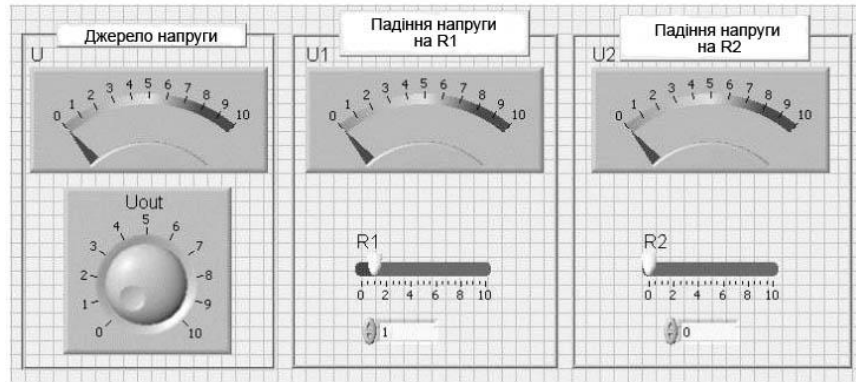 Джерело напруги
U
0 1 2 3 4 5 6 7 8 9 10
Uout
0 1 2 3 4 5 6 7 8 9 10
Падіння напруги
на R1
U1
0 1 2 3 4 5 6 7 8 9 10
R1
0 2 4 6 8 10
1
Падіння напруги
на R2
U2
0 1 2 3 4 5 6 7 8 9 10
R2
0 2 4 6 8 10
0